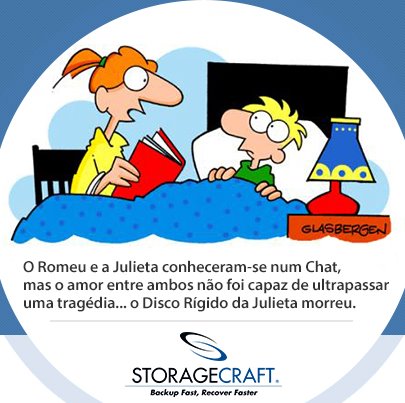 GLASBERGEN
O Romeu e a Julieta conheceram-se num Chat,
mas o amor entre ambos não foi capaz de ultrapassar
uma tragédia... o Disco Rígido da Julieta morreu.
STORAGECRAFT.
Backup Fast, Recover Faster